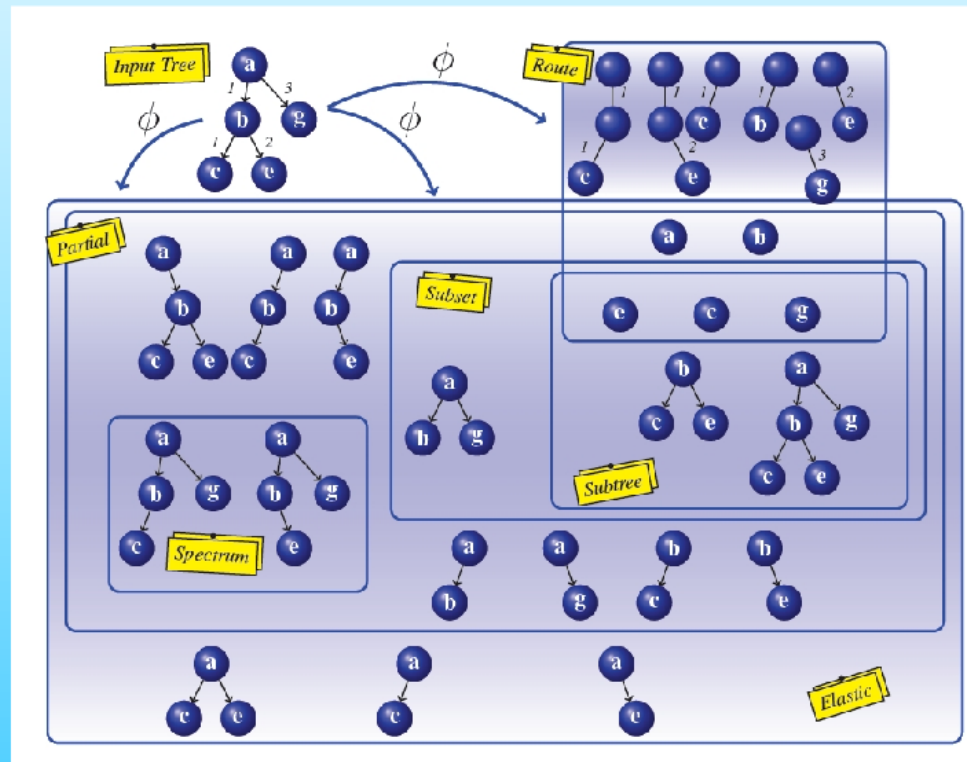 Input Tree
a
1 3
ϕ
b g
1 2
c e
ϕ
ϕ
Route
1 1 1 1 2
c b e
1 2 3
c e g
a b
Partial
a a a
b b b
c e c e
Subset
e c g
a
h g
b
c e
a
b g
c e
Subtree
a a
b g b g
c e
Spectrum
a a b b
b g c e
a a a
c e c e
Elastic